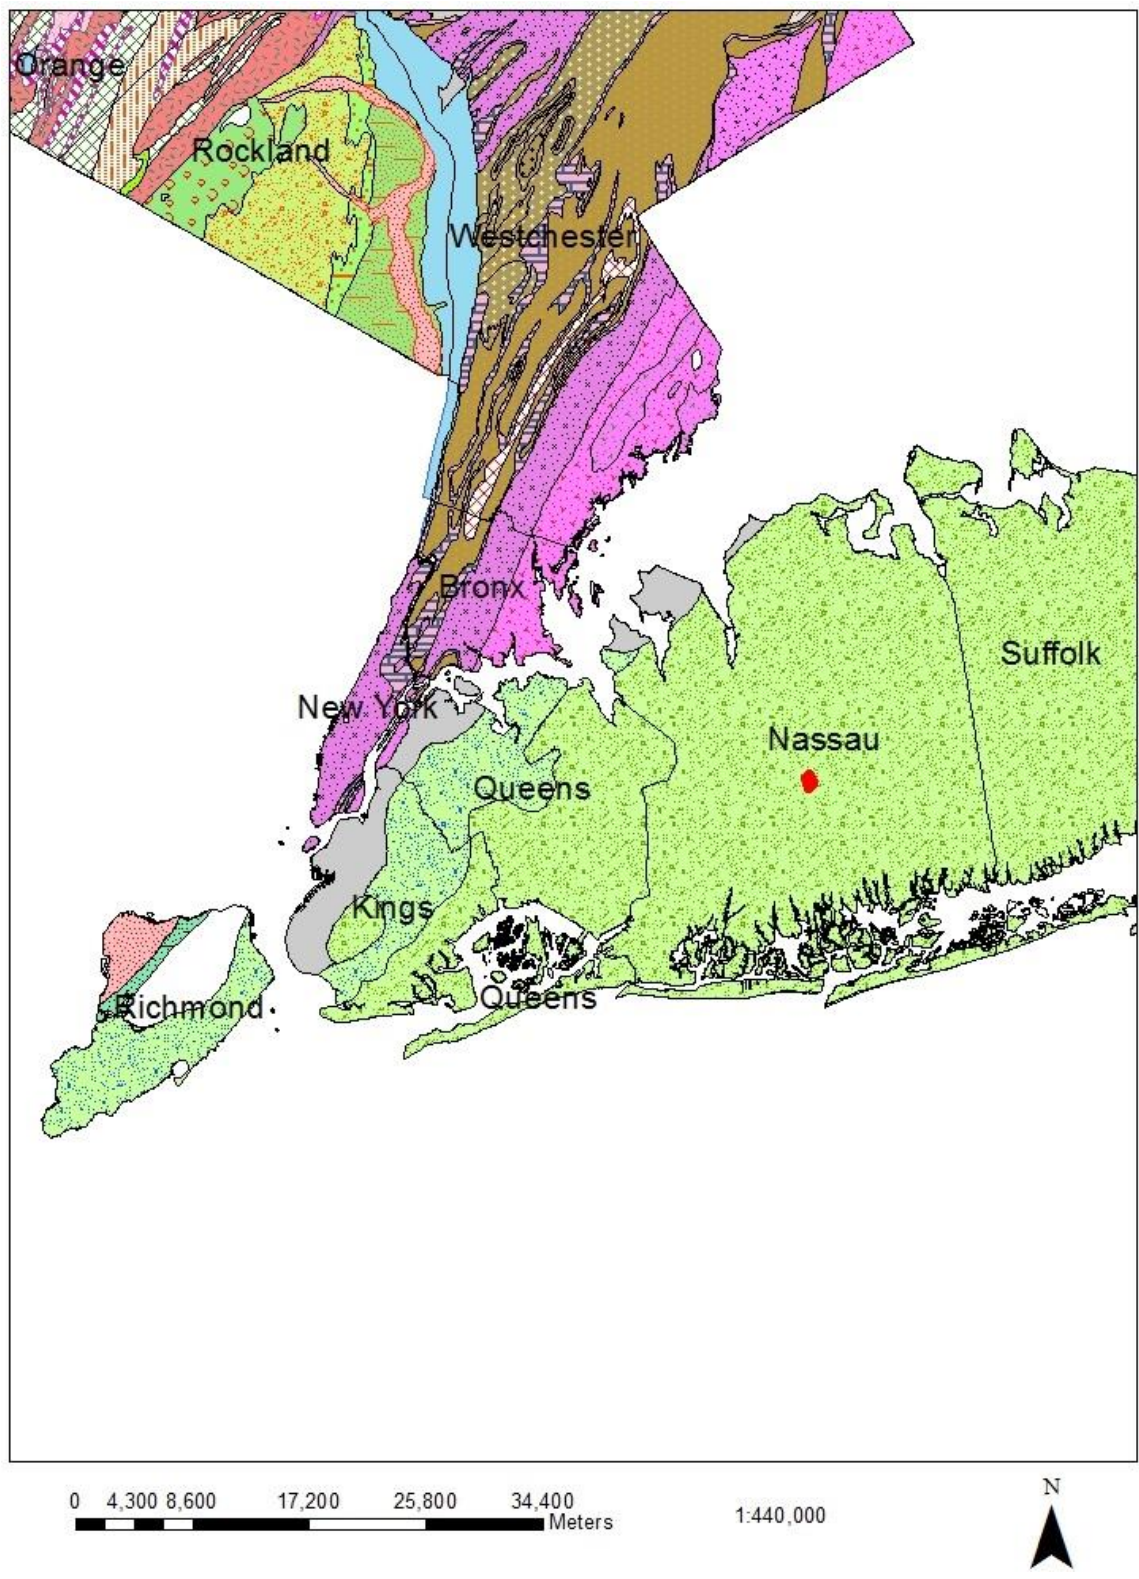 Orange
Rockland
Westchester
Bronx
Suffolk
New York
Nassau
Queens
Kings
Queens
Richmond
0 4,300 8,600 17,200 25,800 34,400
Meters
1:440,000
N